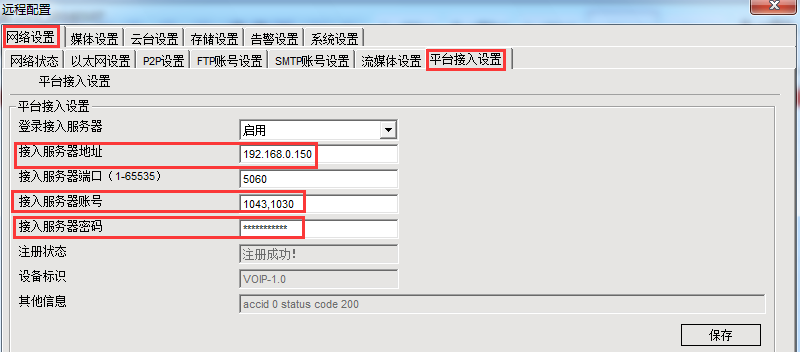 远程配置
网络设置 媒体设置 云台设置 存储设置 告警设置 系统设置
网络状态 以太网设置 P2P设置 FTP账号设置 SMTP账号设置 流媒体设置 平台接入设置
平台接入设置
平台接入设置
登录接入服务器 启用
接入服务器地址 192.168.0.150
接入服务器端口（1-65535） 5060
接入服务器账号 1043,1030
接入服务器密码 ***********
注册状态 注册成功!
设备标识 VOIP-1.0
其他信息 accid 0 status code 200
保存